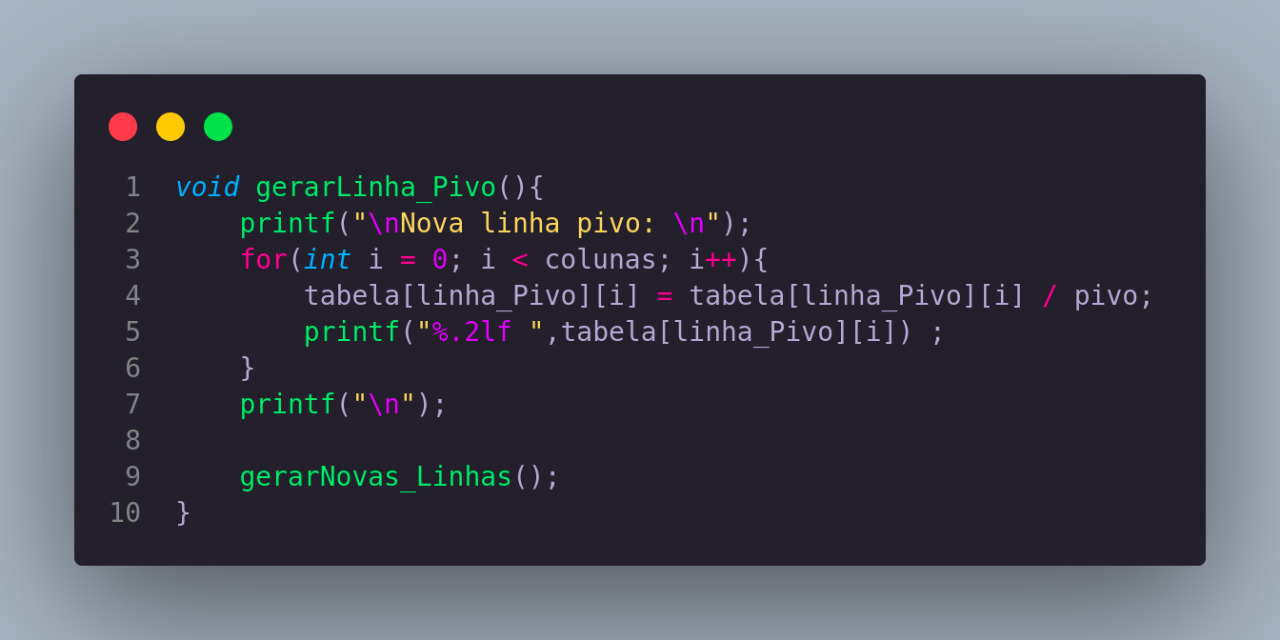 1 void gerarLinha_Pivo(){
2     printf("\nNova linha pivo: \n");
3     for(int i = 0; i < colunas; i++){
4         tabela[linha_Pivo][i] = tabela[linha_Pivo][i] / pivo;
5         printf("%.2lf ",tabela[linha_Pivo][i]) ;
6     }
7     printf("\n");
8
9     gerarNovas_Linhas();
10 }